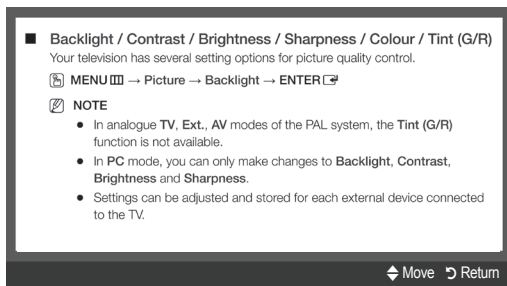 ■ Backlight / Contrast / Brightness / Sharpness / Colour / Tint (G/R)
Your television has several setting options for picture quality control.
MENU → Picture → Backlight → ENTER
NOTE
● In analogue TV, Ext., AV modes of the PAL system, the Tint (G/R)
function is not available.
● In PC mode, you can only make changes to Backlight, Contrast,
Brightness and Sharpness.
● Settings can be adjusted and stored for each external device connected
to the TV.
Move Return